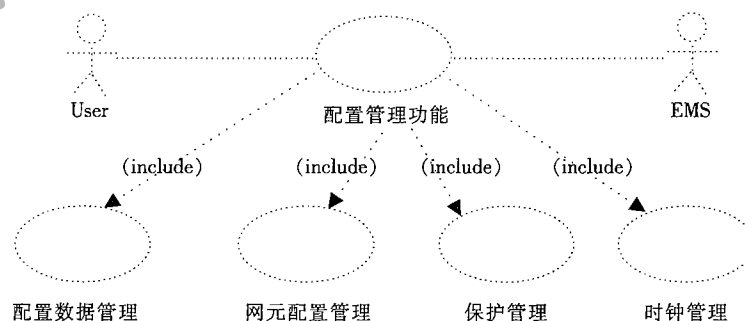 User
配置管理功能
EMS
(include)
(include)
(include)
(include)
配置数据管理
网元配置管理
保护管理
时钟管理